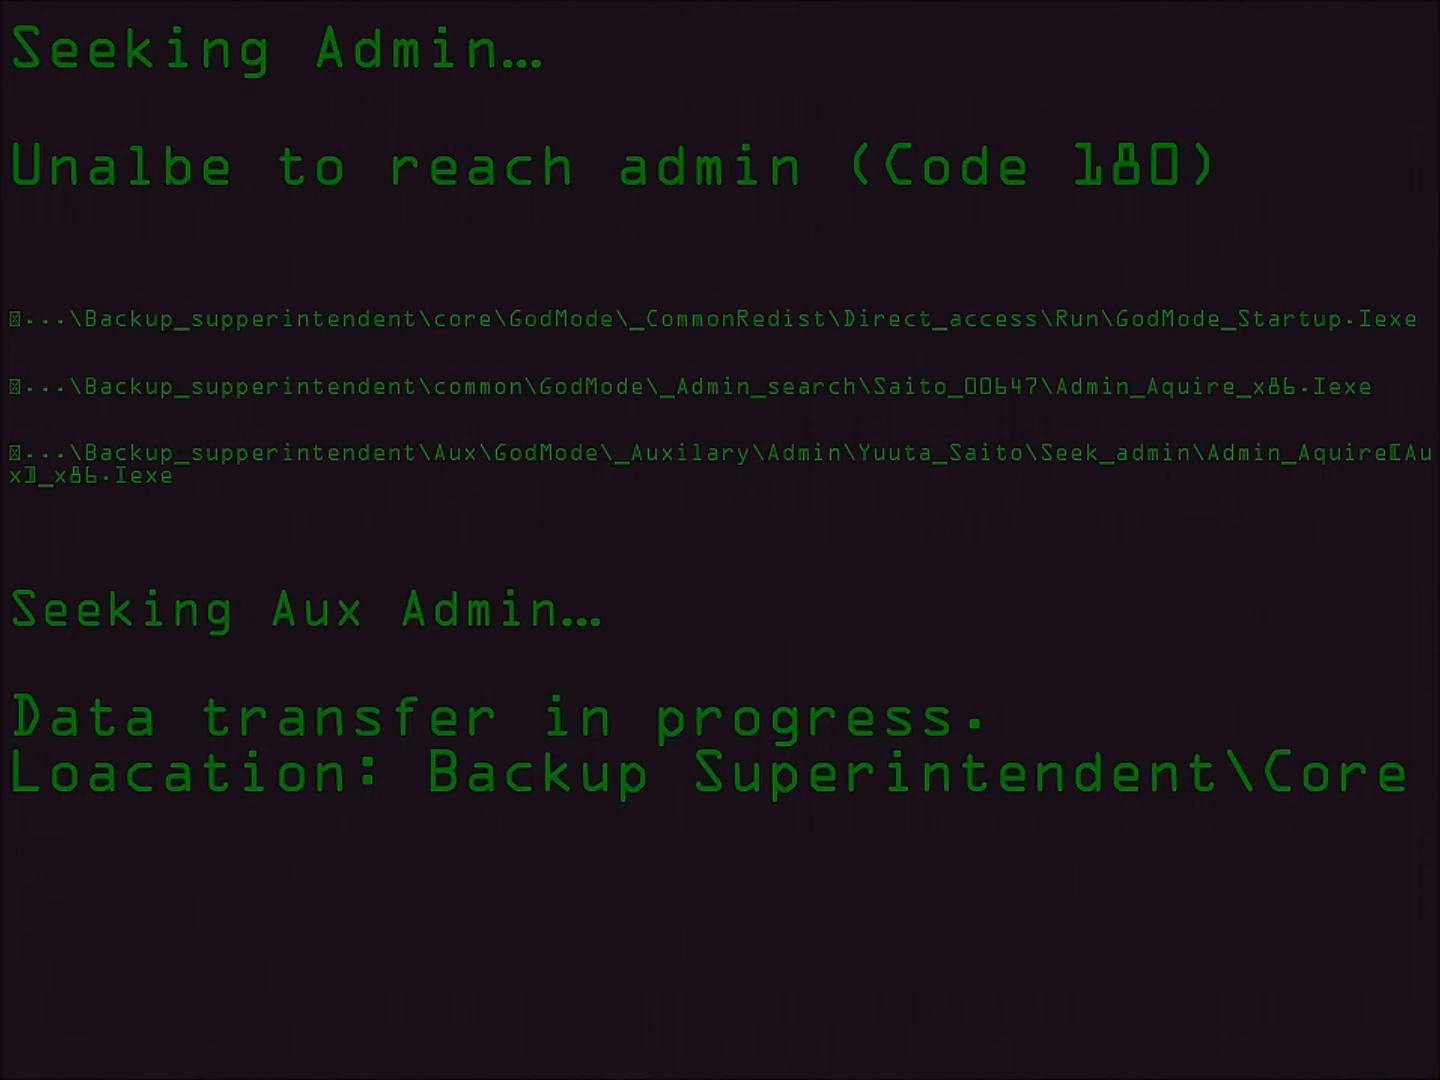 Seeking Admin...
Unalbe to reach admin (Code 180)
...\Backup_supperintendent\core\GodMode\_CommonRedist\Direct_access\Run\GodMode_Startup.Iexe
...\Backup_supperintendent\common\GodMode\_Admin_search\Saito_00647\Admin_Aquire_x86.Iexe
...\Backup_supperintendent\Aux\GodMode\_Auxilary\Admin\Yuuta_Saito\Seek_admin\Admin_Aquire[Au
x]_x86.Iexe
Seeking Aux Admin...
Data transfer in progress.
Loacation: Backup Superintendent\Core